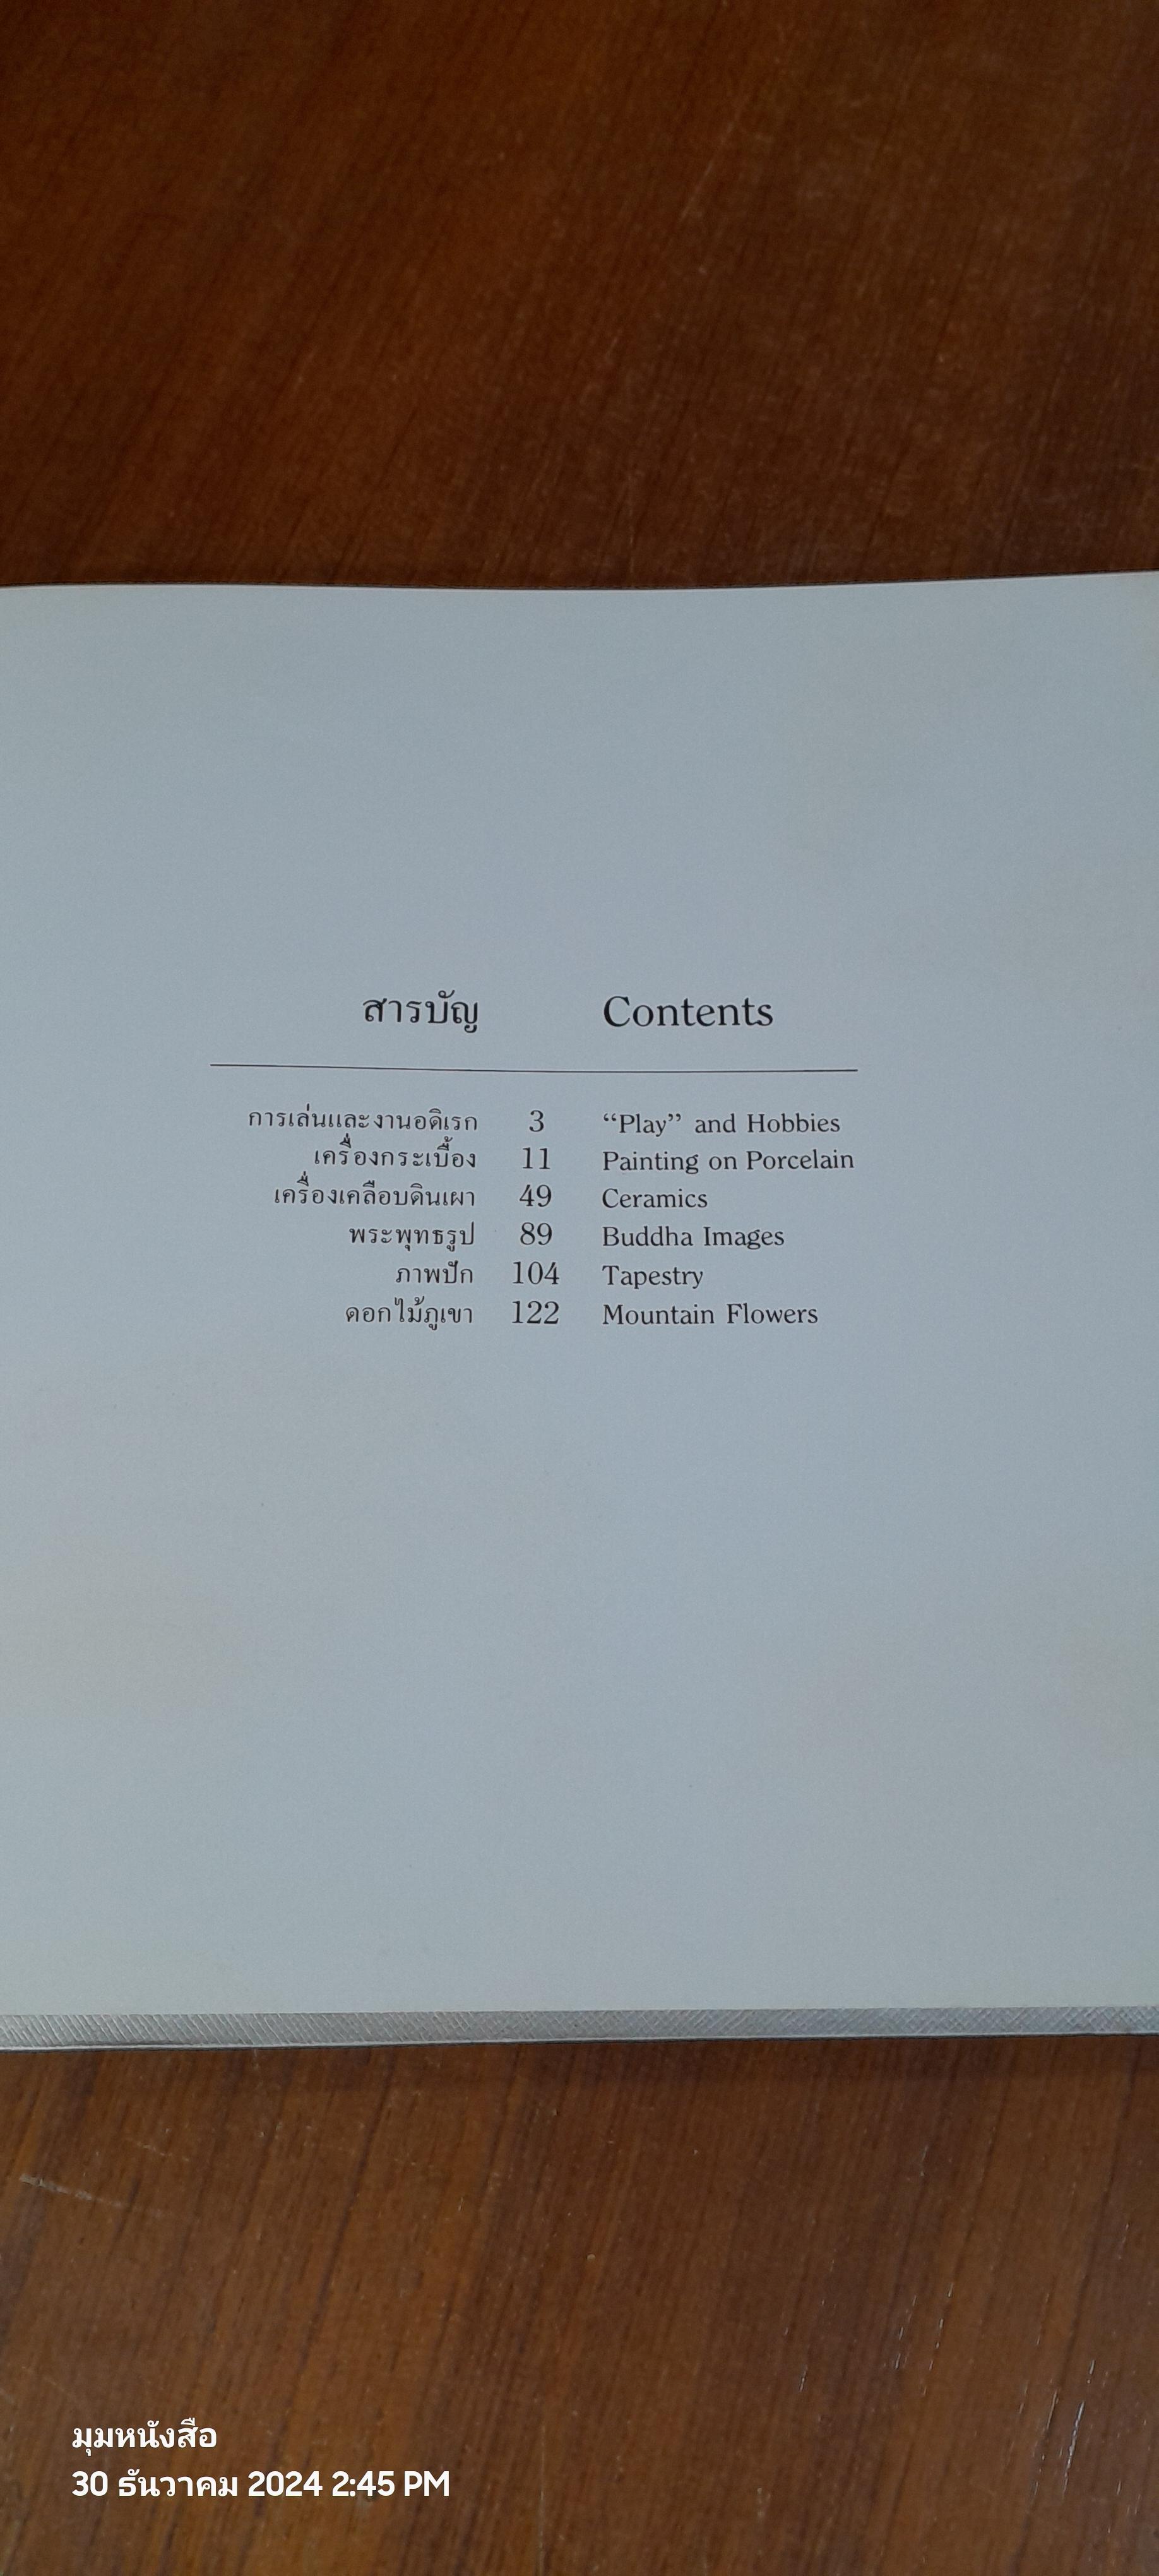 สารบัญ Contents
การเล่นและงานอดิเรก 3 “Play” and Hobbies
เครื่องกระเบื้อง 11 Painting on Porcelain
เครื่องเคลือบดินเผา 49 Ceramics
พระพุทธรูป 89 Buddha Images
ภาพปัก 104 Tapestry
ดอกไม้ภูเขา 122 Mountain Flowers
มุมหนังสือ
30 ธันวาคม 2024 2:45 PM